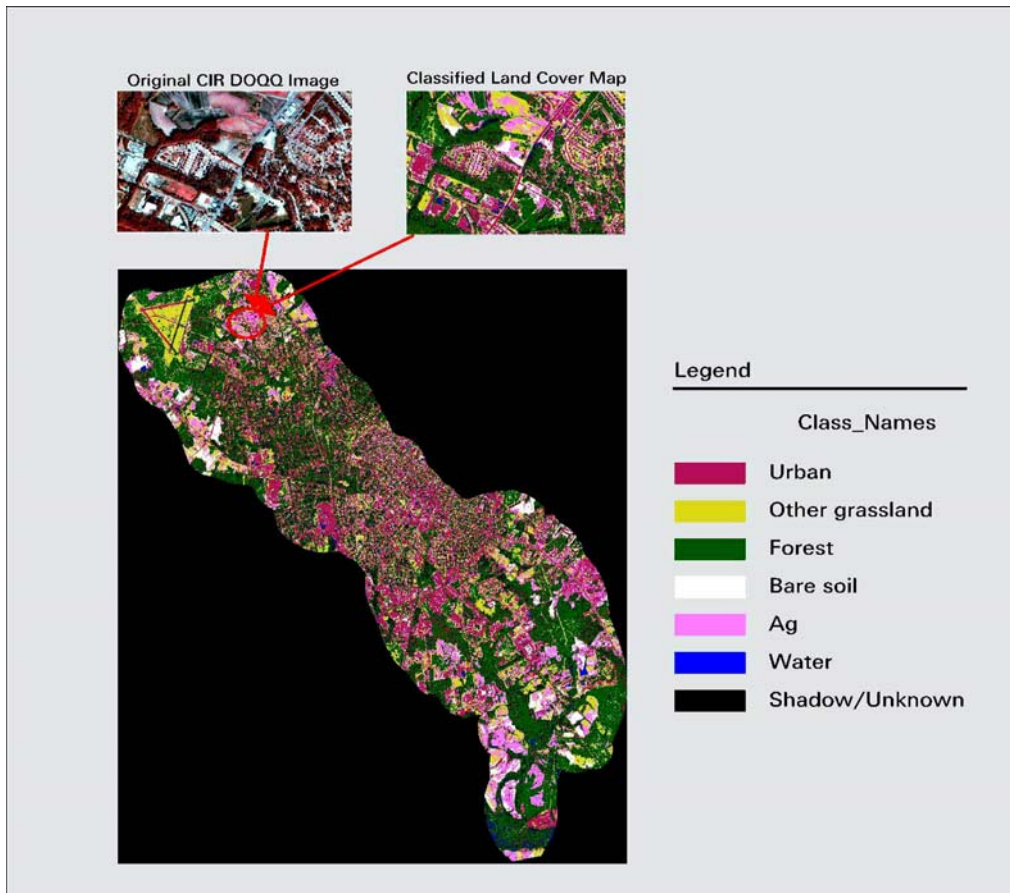 Original CIR DOQQ Image
Classified Land Cover Map
Legend
Class_Names
Urban
Other grassland
Forest
Bare soil
Ag
Water
Shadow/Unknown